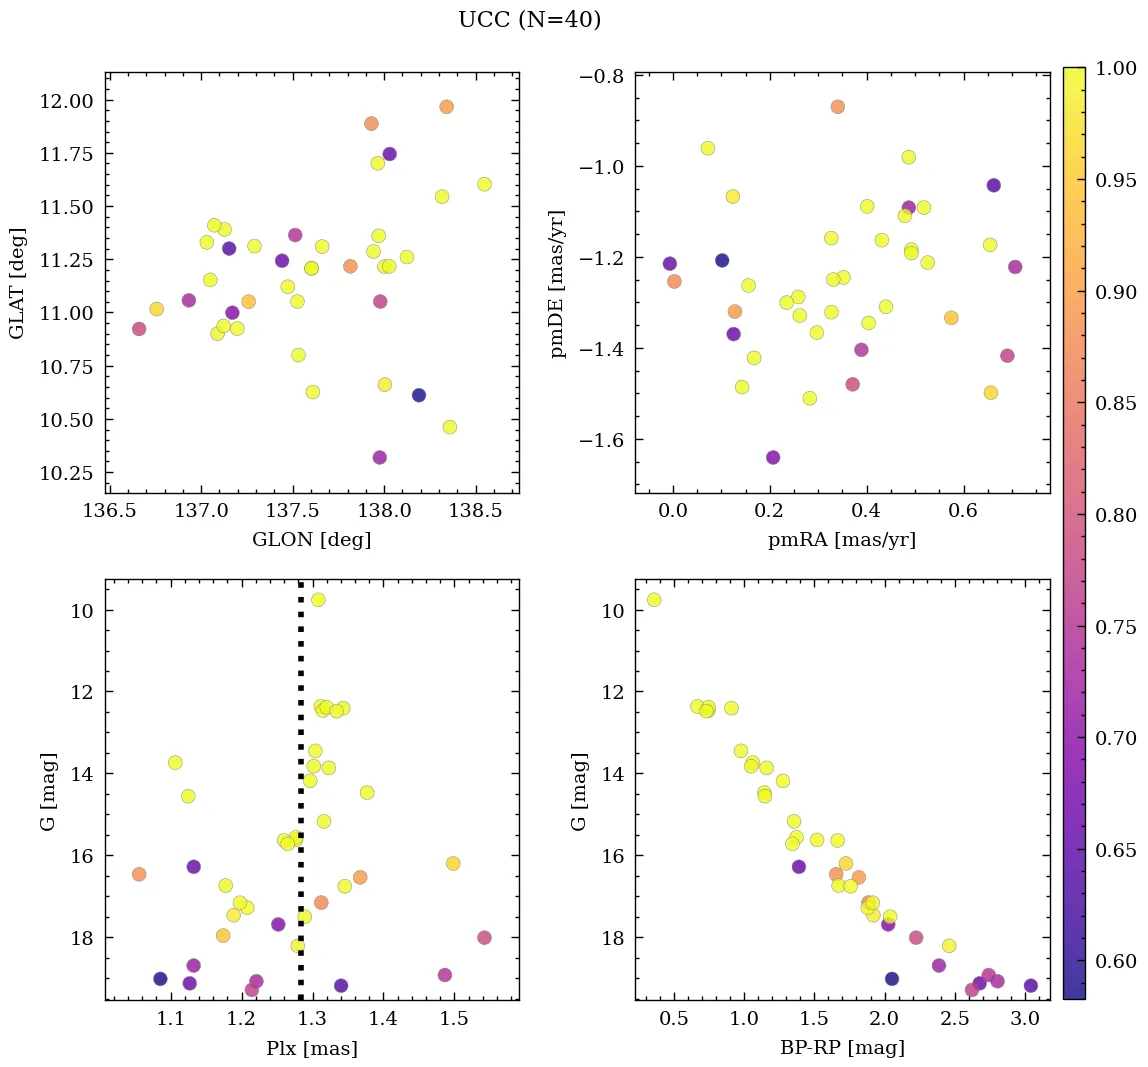 UCC (N=40)
12.00
11.75
11.50
11.25
11.00
10.75
10.50
10.25
GLAT [deg]
136.5 137.0 137.5 138.0 138.5
GLON [deg]
−0.8
−1.0
−1.2
−1.4
−1.6
pmDE [mas/yr]
0.0 0.2 0.4 0.6
pmRA [mas/yr]
10
12
14
16
18
G [mag]
1.1 1.2 1.3 1.4 1.5
Plx [mas]
10
12
14
16
18
G [mag]
0.5 1.0 1.5 2.0 2.5 3.0
BP-RP [mag]
1.00
0.95
0.90
0.85
0.80
0.75
0.70
0.65
0.60